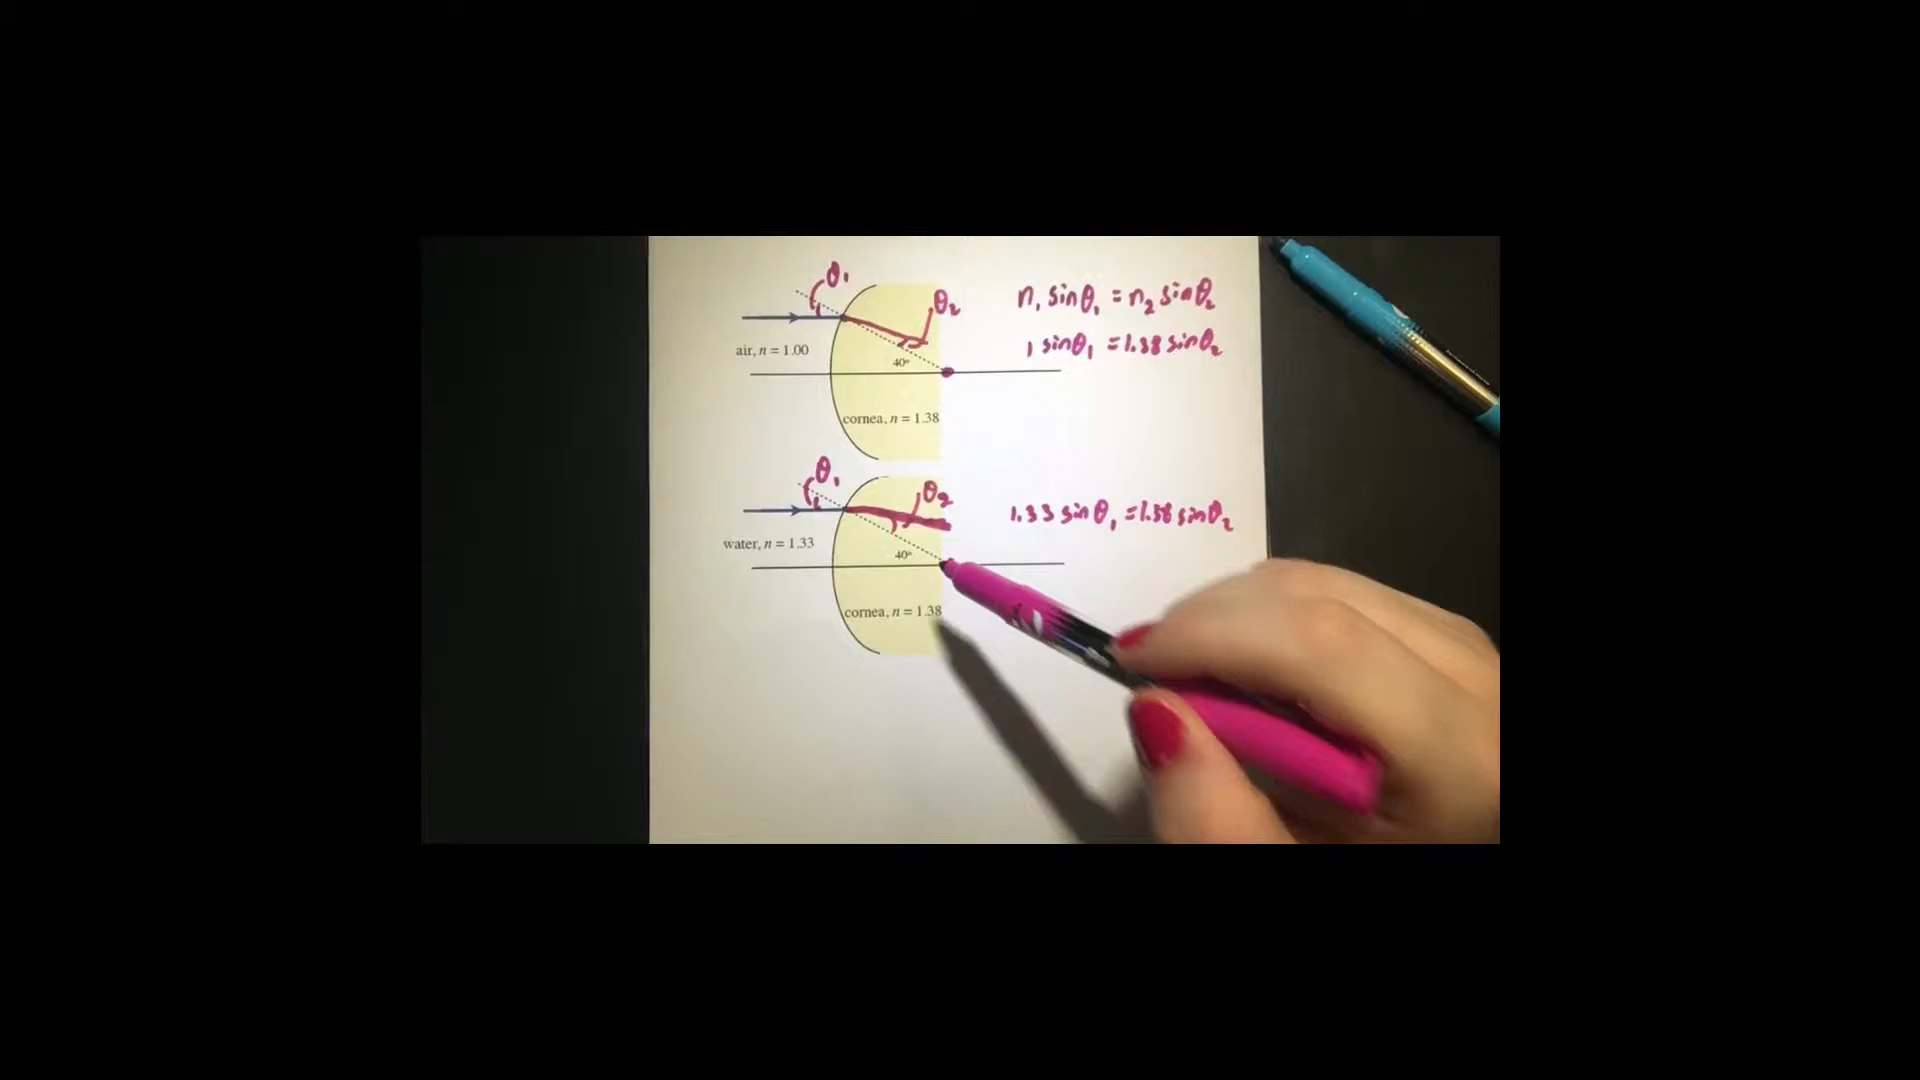 θ₁
θ₂
n₁ sinθ₁ = n₂ sinθ₂
1 sinθ₁ = 1.38 sinθ₂
air, n = 1.00
40°
cornea, n = 1.38
θ₁
θ₂
1.33 sinθ₁ = 1.38 sinθ₂
water, n = 1.33
40°
cornea, n = 1.38